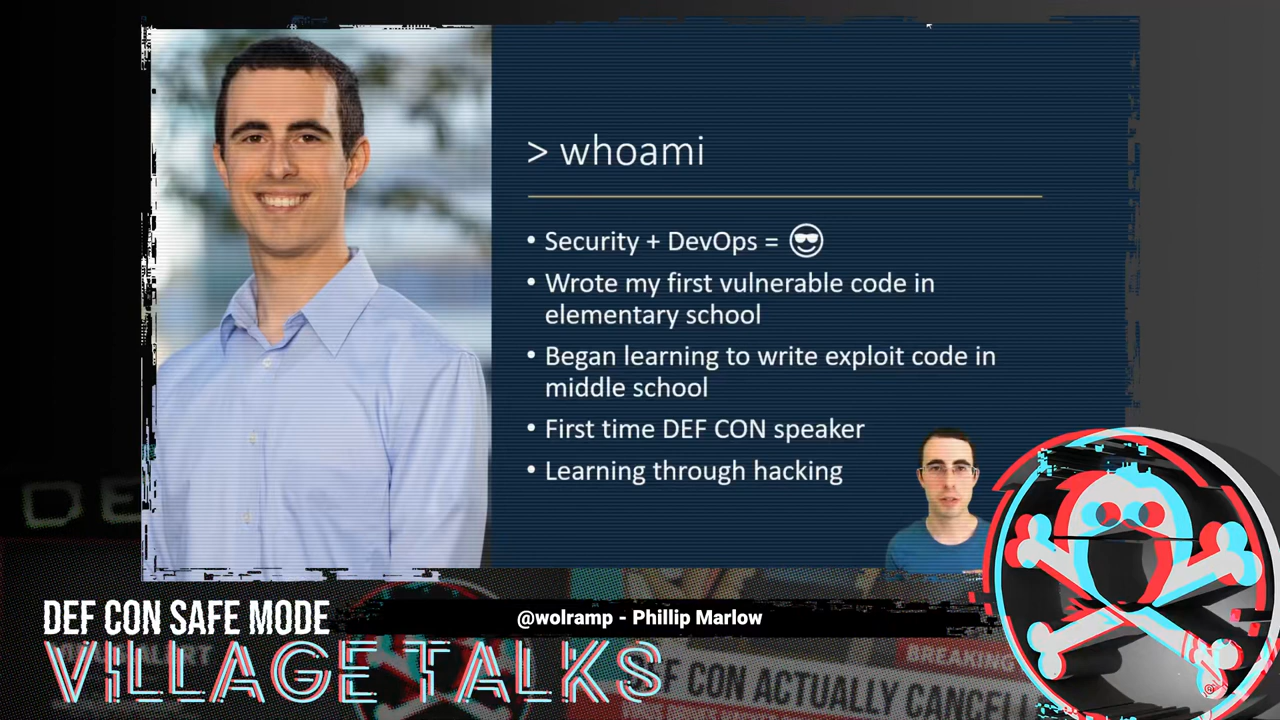 > whoami
• Security + DevOps = 😎
• Wrote my first vulnerable code in
elementary school
• Began learning to write exploit code in
middle school
• First time DEF CON speaker
• Learning through hacking
@wolramp - Phillip Marlow
DEF CON SAFE MODE
VILLAGE TALKS
BREAKIN
F CON ACTUALLY CANCELL